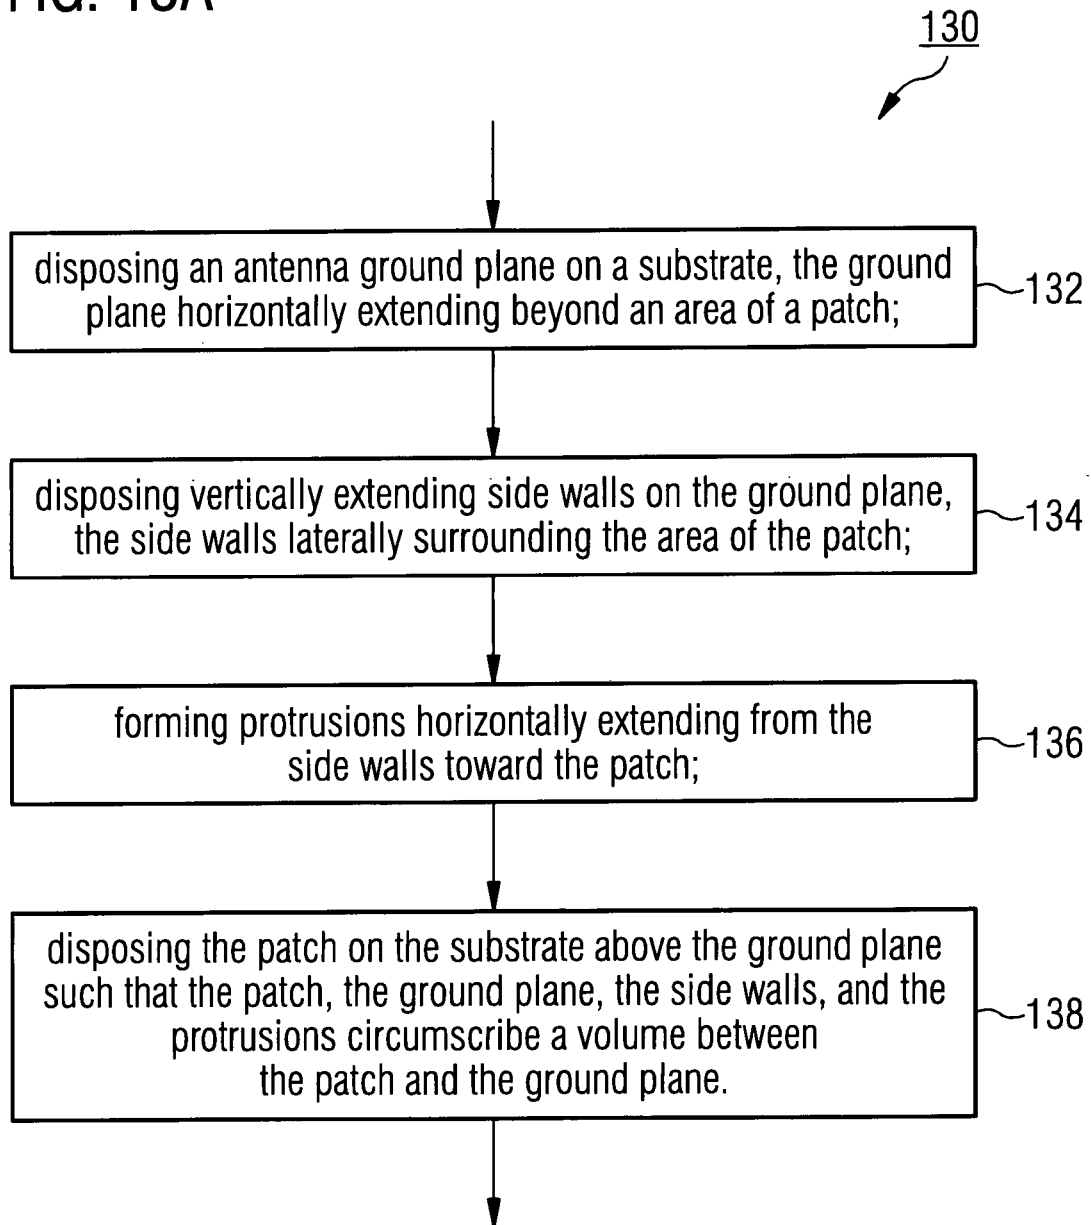 FIG. 13A
130
disposing an antenna ground plane on a substrate, the ground
plane horizontally extending beyond an area of a patch;
132
disposing vertically extending side walls on the ground plane,
the side walls laterally surrounding the area of the patch;
134
forming protrusions horizontally extending from the
side walls toward the patch;
136
disposing the patch on the substrate above the ground plane
such that the patch, the ground plane, the side walls, and the
protrusions circumscribe a volume between
the patch and the ground plane.
138